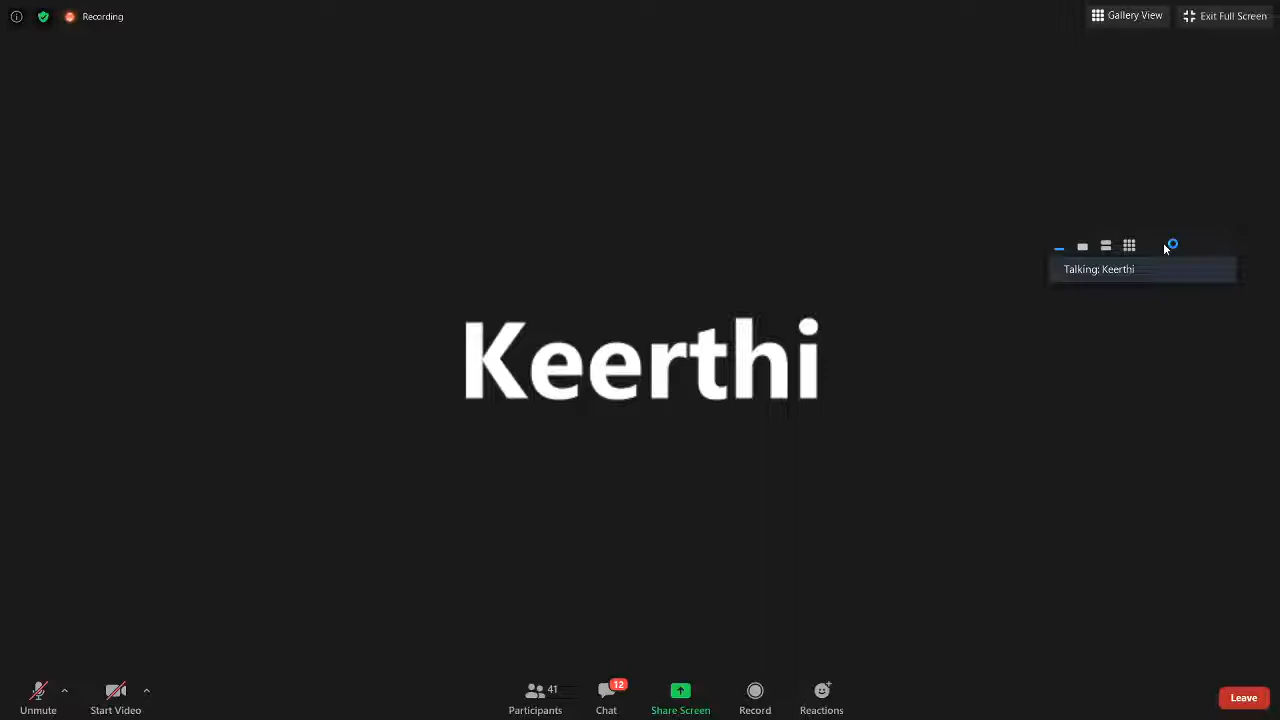 Recording
Gallery View
Exit Full Screen
Talking: Keerthi
Keerthi
Unmute
Start Video
41
Participants
12
Chat
Share Screen
Record
Reactions
Leave